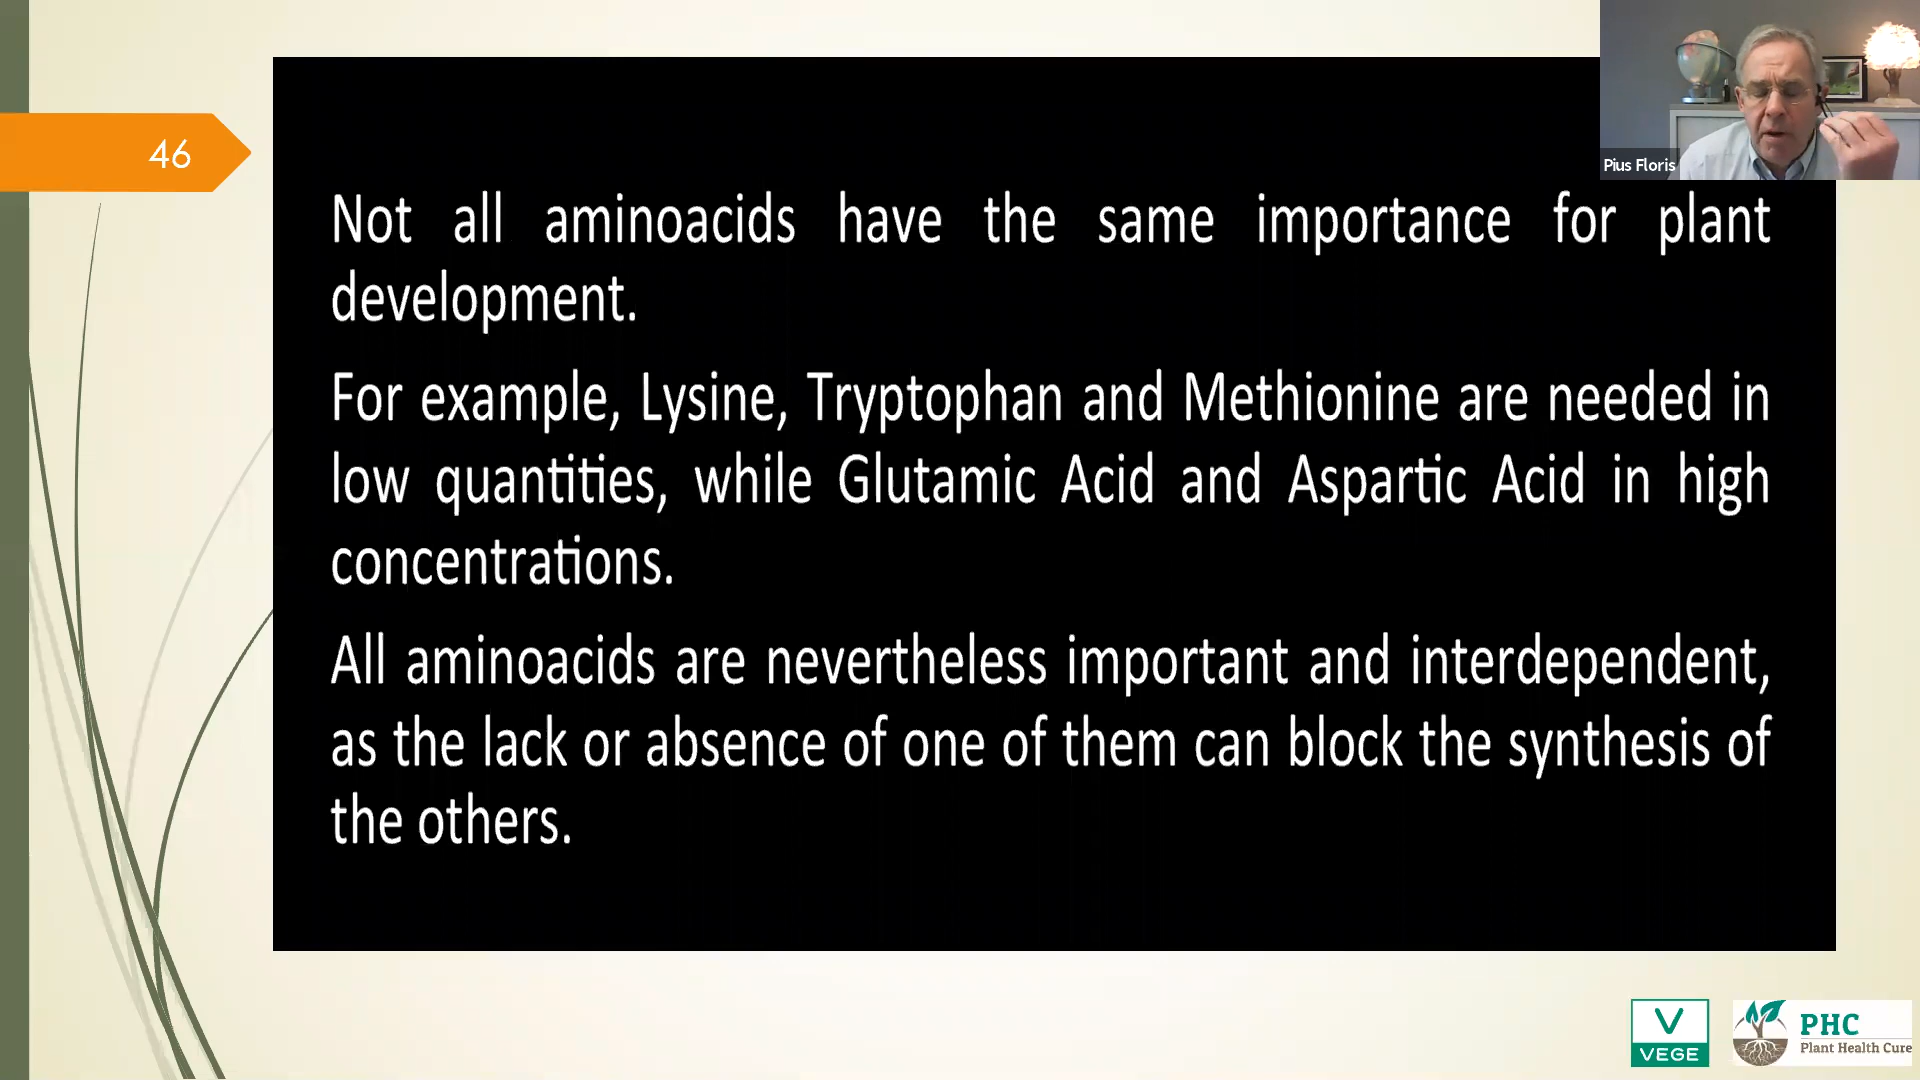 46
Pius Floris
Not all aminoacids have the same importance for plant
development.
For example, Lysine, Tryptophan and Methionine are needed in
low quantities, while Glutamic Acid and Aspartic Acid in high
concentrations.
All aminoacids are nevertheless important and interdependent,
as the lack or absence of one of them can block the synthesis of
the others.
V
VEGE
PHC
Plant Health Cure